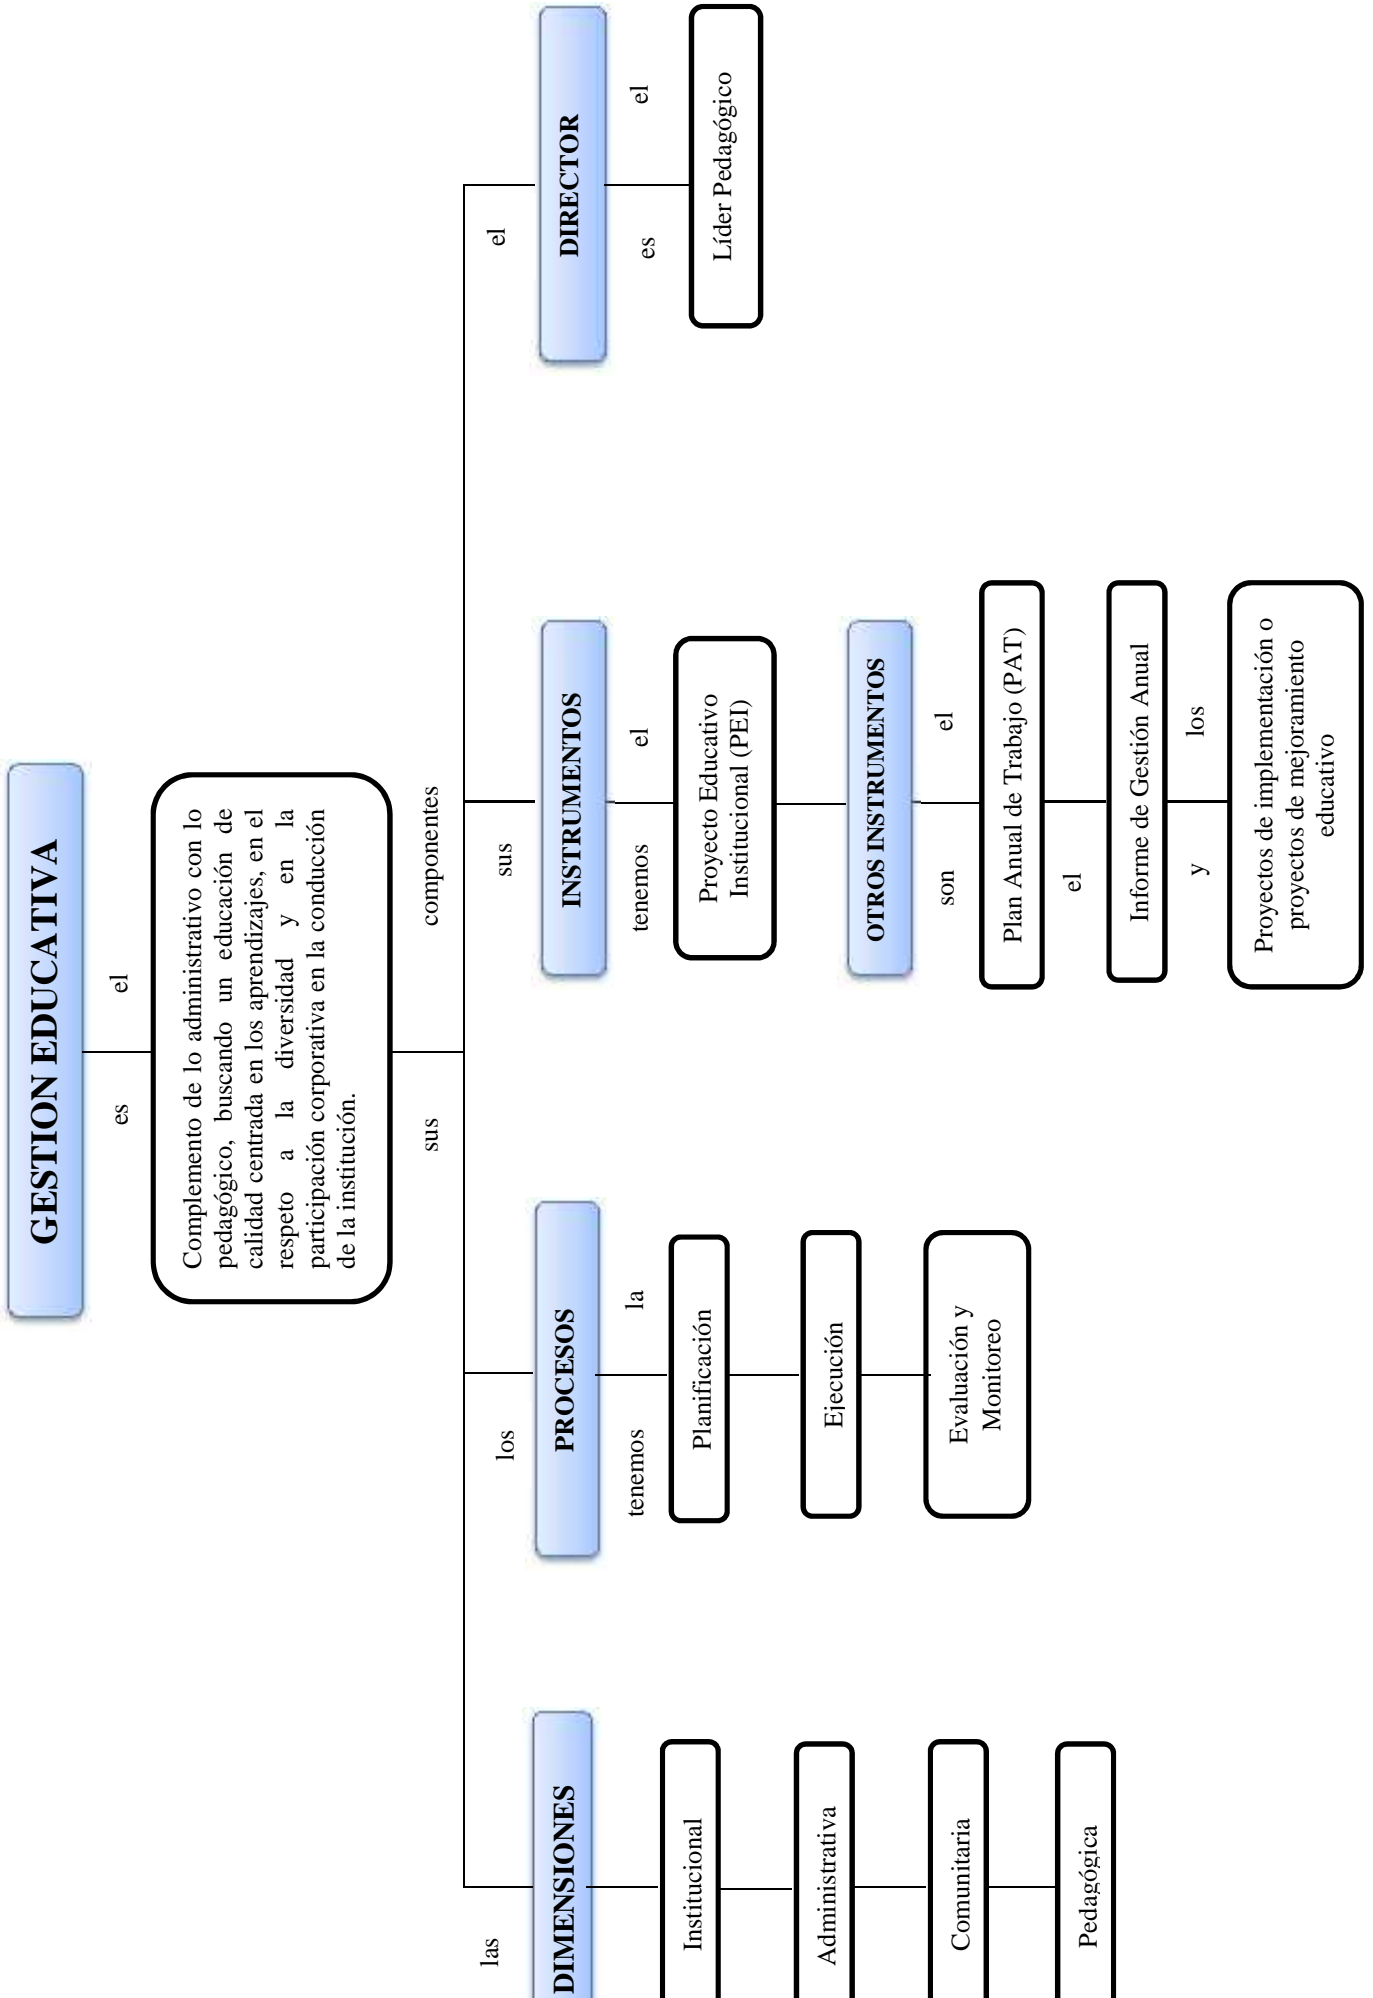 GESTION EDUCATIVA
es
el
Complemento de lo administrativo con lo
pedagógico, buscando un educación de
calidad centrada en los aprendizajes, en el
respeto a la diversidad y en la
participación corporativa en la conducción
de la institución.
sus
componentes
las
DIMENSIONES
Institucional
Administrativa
Comunitaria
Pedagógica
los
PROCESOS
tenemos
la
Planificación
Ejecución
Evaluación y
Monitoreo
sus
INSTRUMENTOS
tenemos
el
Proyecto Educativo
Institucional (PEI)
OTROS INSTRUMENTOS
son
el
Plan Anual de Trabajo (PAT)
el
Informe de Gestión Anual
y
los
Proyectos de implementación o
proyectos de mejoramiento
educativo
el
DIRECTOR
es
el
Líder Pedagógico